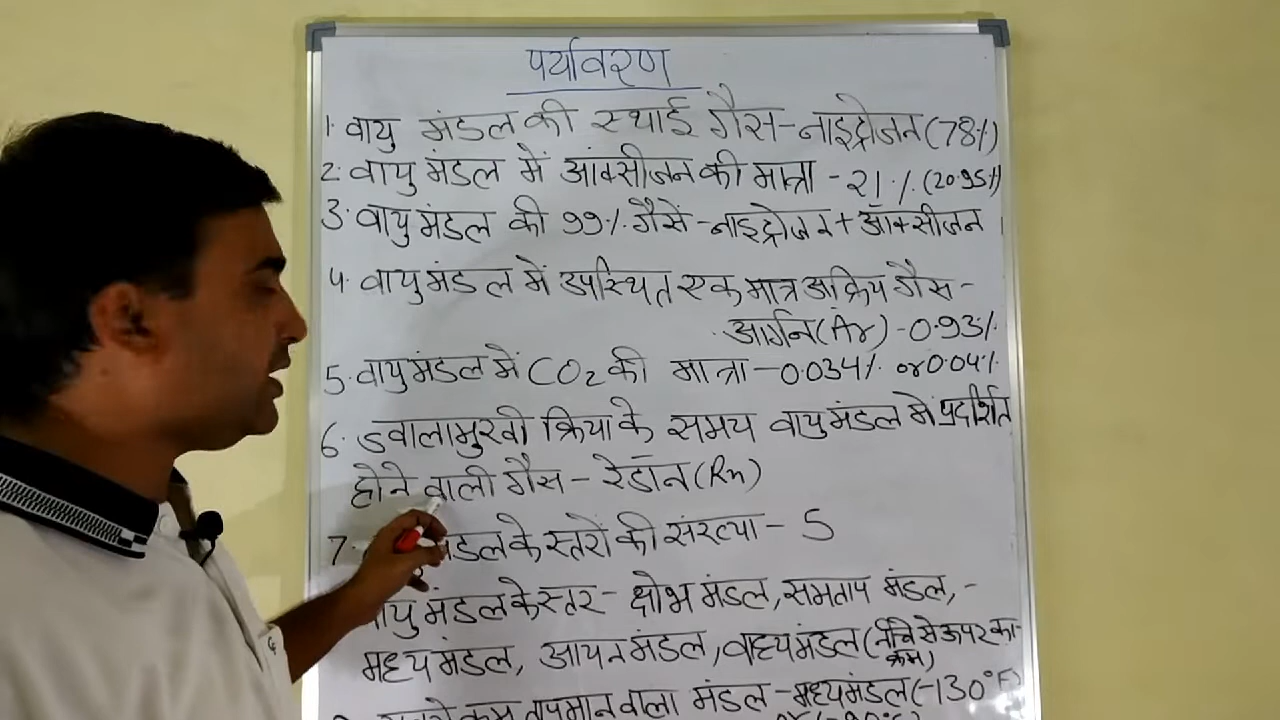 पर्यावरण
1. वायु मंडल की स्थाई गैस - नाइट्रोजन (78%)
2. वायु मंडल में ऑक्सीजन की मात्रा - 21% (20.95%)
3. वायु मंडल की 99% गैसें - नाइट्रोजन + ऑक्सीजन
4. वायु मंडल में उपस्थित एक मात्र अक्रिय गैस -
आर्गन (Ar) - 0.93%
5. वायु मंडल में CO₂ की मात्रा - 0.034% or 0.04%
6. ज्वालामुखी क्रिया के समय वायु मंडल में प्रदर्शित
होने वाली गैस - रेडॉन (Rn)
7. मंडल के स्तरों की संख्या - 5
वायु मंडल के स्तर - क्षोभ मंडल, समताप मंडल, -
मध्य मंडल, आयन मंडल, वाह्य मंडल (नीचे से ऊपर का
क्रम)
कम तापमान वाला मंडल - मध्य मंडल (-130°F)